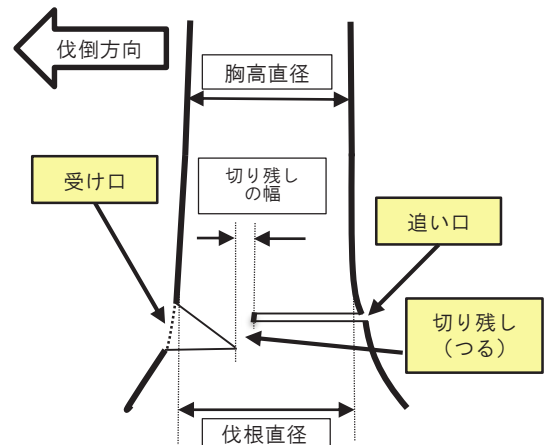 伐倒方向
胸高直径
受け口
切り残し
の幅
追い口
切り残し
（つる）
伐根直径